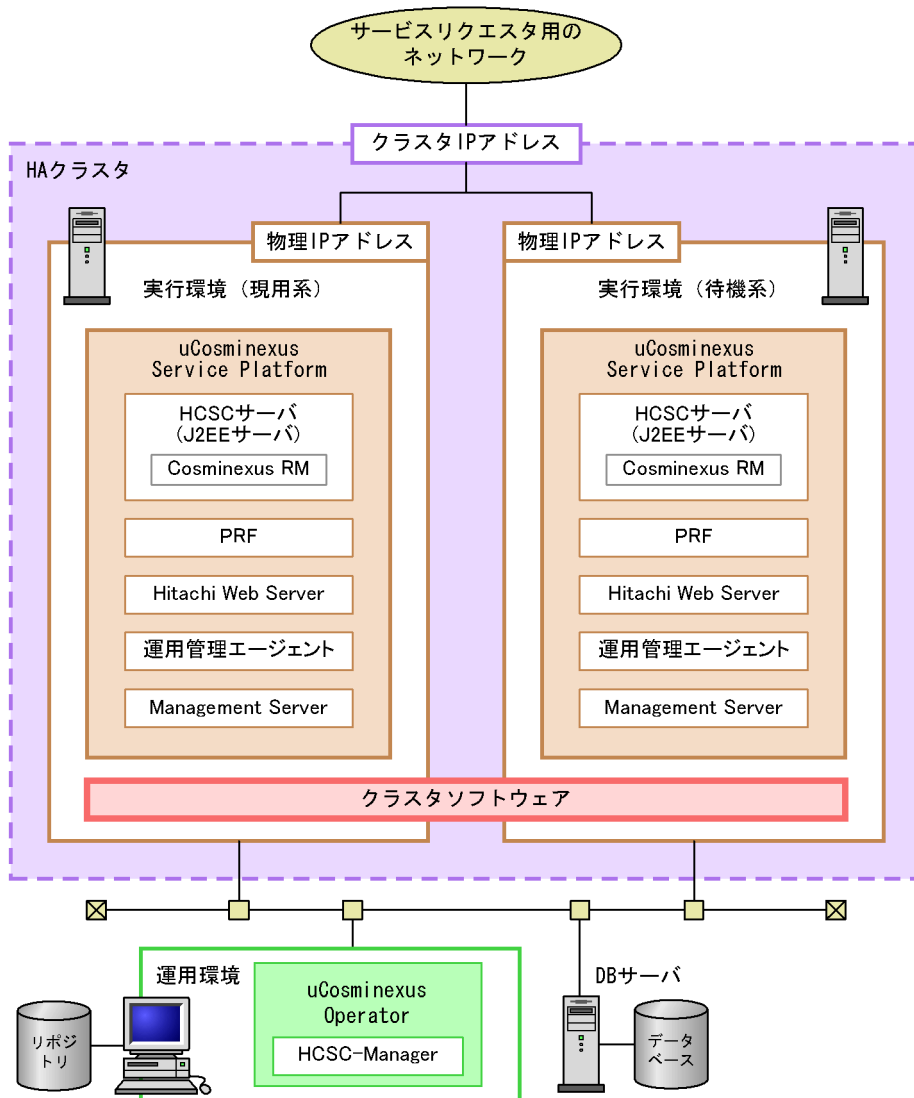 サービスリクエスタ用の
ネットワーク
クラスタIPアドレス
HAクラスタ
物理IPアドレス
実行環境（現用系）
uCosminexus
Service Platform
HCSCサーバ
(J2EEサーバ)
Cosminexus RM
PRF
Hitachi Web Server
運用管理エージェント
Management Server
物理IPアドレス
実行環境（待機系）
uCosminexus
Service Platform
HCSCサーバ
(J2EEサーバ)
Cosminexus RM
PRF
Hitachi Web Server
運用管理エージェント
Management Server
クラスタソフトウェア
運用環境
リポジ
トリ
uCosminexus
Operator
HCSC-Manager
DBサーバ
データ
ベース